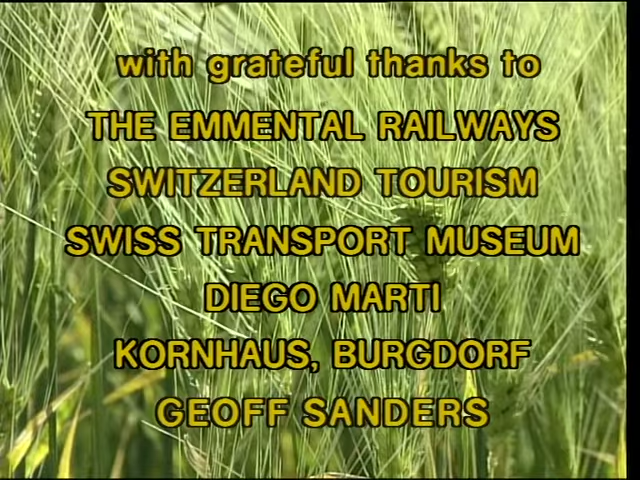 with grateful thanks to
THE EMMENTAL RAILWAYS
SWITZERLAND TOURISM
SWISS TRANSPORT MUSEUM
DIEGO MARTI
KORNHAUS, BURGDORF
GEOFF SANDERS